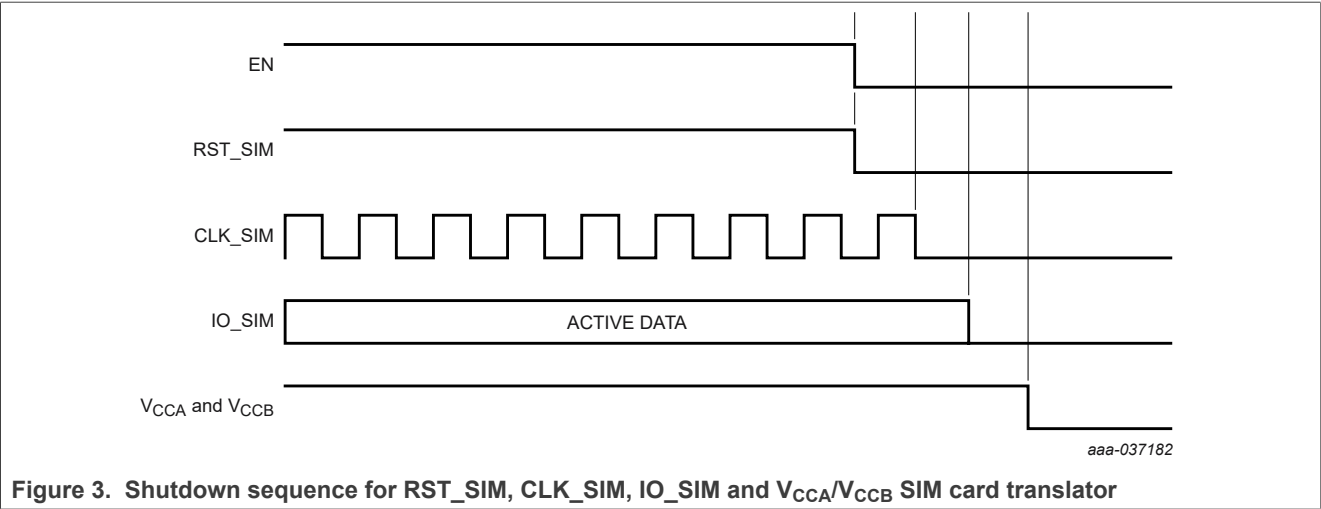 EN
RST_SIM
CLK_SIM
IO_SIM
ACTIVE DATA
VCCA and VCCB
aaa-037182
Figure 3. Shutdown sequence for RST_SIM, CLK_SIM, IO_SIM and VCCA/VCCB SIM card translator